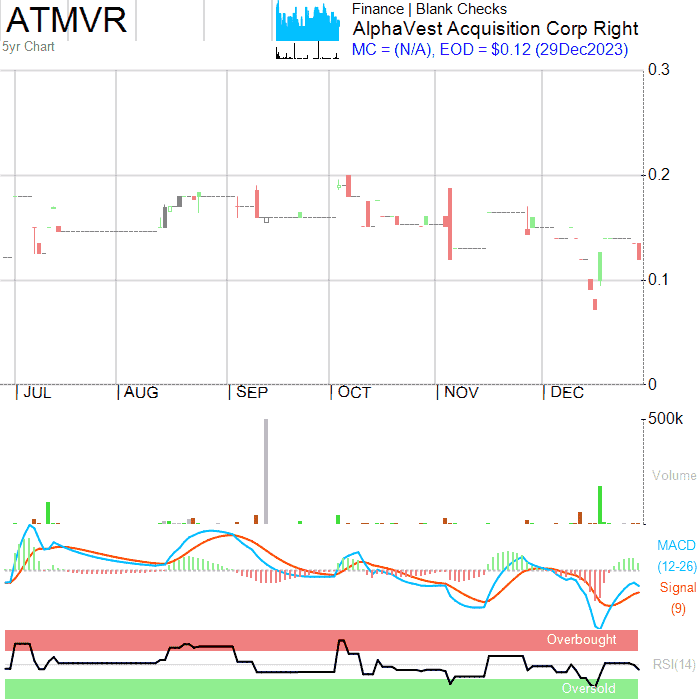 ATMVR
5yr Chart
Finance | Blank Checks
AlphaVest Acquisition Corp Right
MC = (N/A), EOD = $0.12 (29Dec2023)
0.3
0.2
0.1
0
JUL AUG SEP OCT NOV DEC
500k
Volume
MACD
(12-26)
Signal
(9)
Overbought
RSI(14)
Oversold